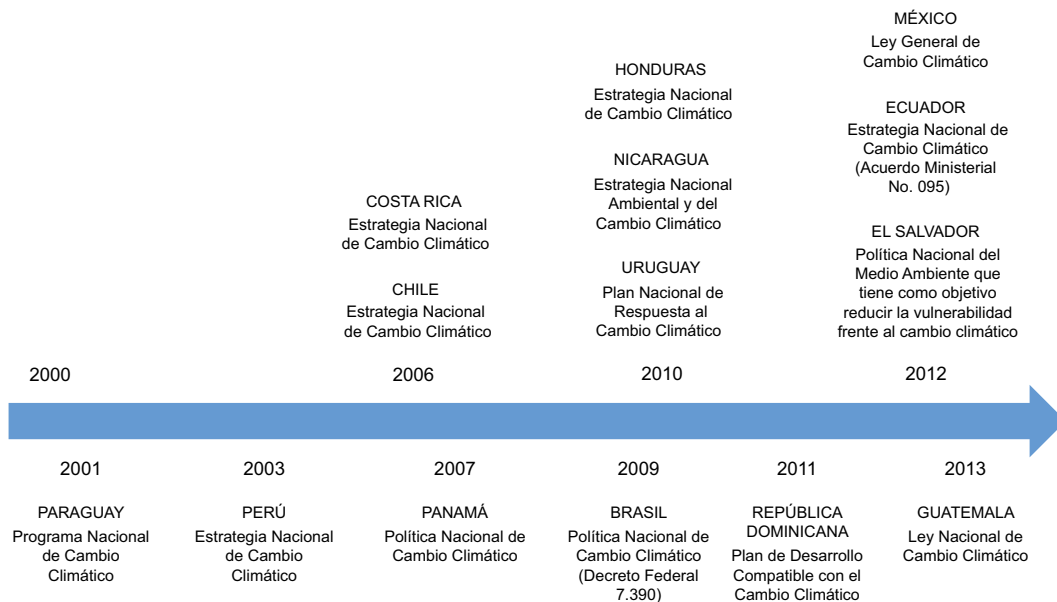 MÉXICO
Ley General de
Cambio Climático
HONDURAS
Estrategia Nacional
de Cambio Climático
ECUADOR
Estrategia Nacional de
Cambio Climático
(Acuerdo Ministerial
No. 095)
NICARAGUA
Estrategia Nacional
Ambiental y del
Cambio Climático
COSTA RICA
Estrategia Nacional
de Cambio Climático
EL SALVADOR
Política Nacional del
Medio Ambiente que
tiene como objetivo
reducir la vulnerabilidad
frente al cambio climático
URUGUAY
Plan Nacional de
Respuesta al
Cambio Climático
CHILE
Estrategia Nacional
de Cambio Climático
2000
2006
2010
2012
2001
2003
2007
2009
2011
2013
PARAGUAY
Programa Nacional
de Cambio
Climático
PERÚ
Estrategia Nacional
de Cambio
Climático
PANAMÁ
Política Nacional de
Cambio Climático
BRASIL
Política Nacional de
Cambio Climático
(Decreto Federal
7.390)
REPÚBLICA
DOMINICANA
Plan de Desarrollo
Compatible con el
Cambio Climático
GUATEMALA
Ley Nacional de
Cambio Climático